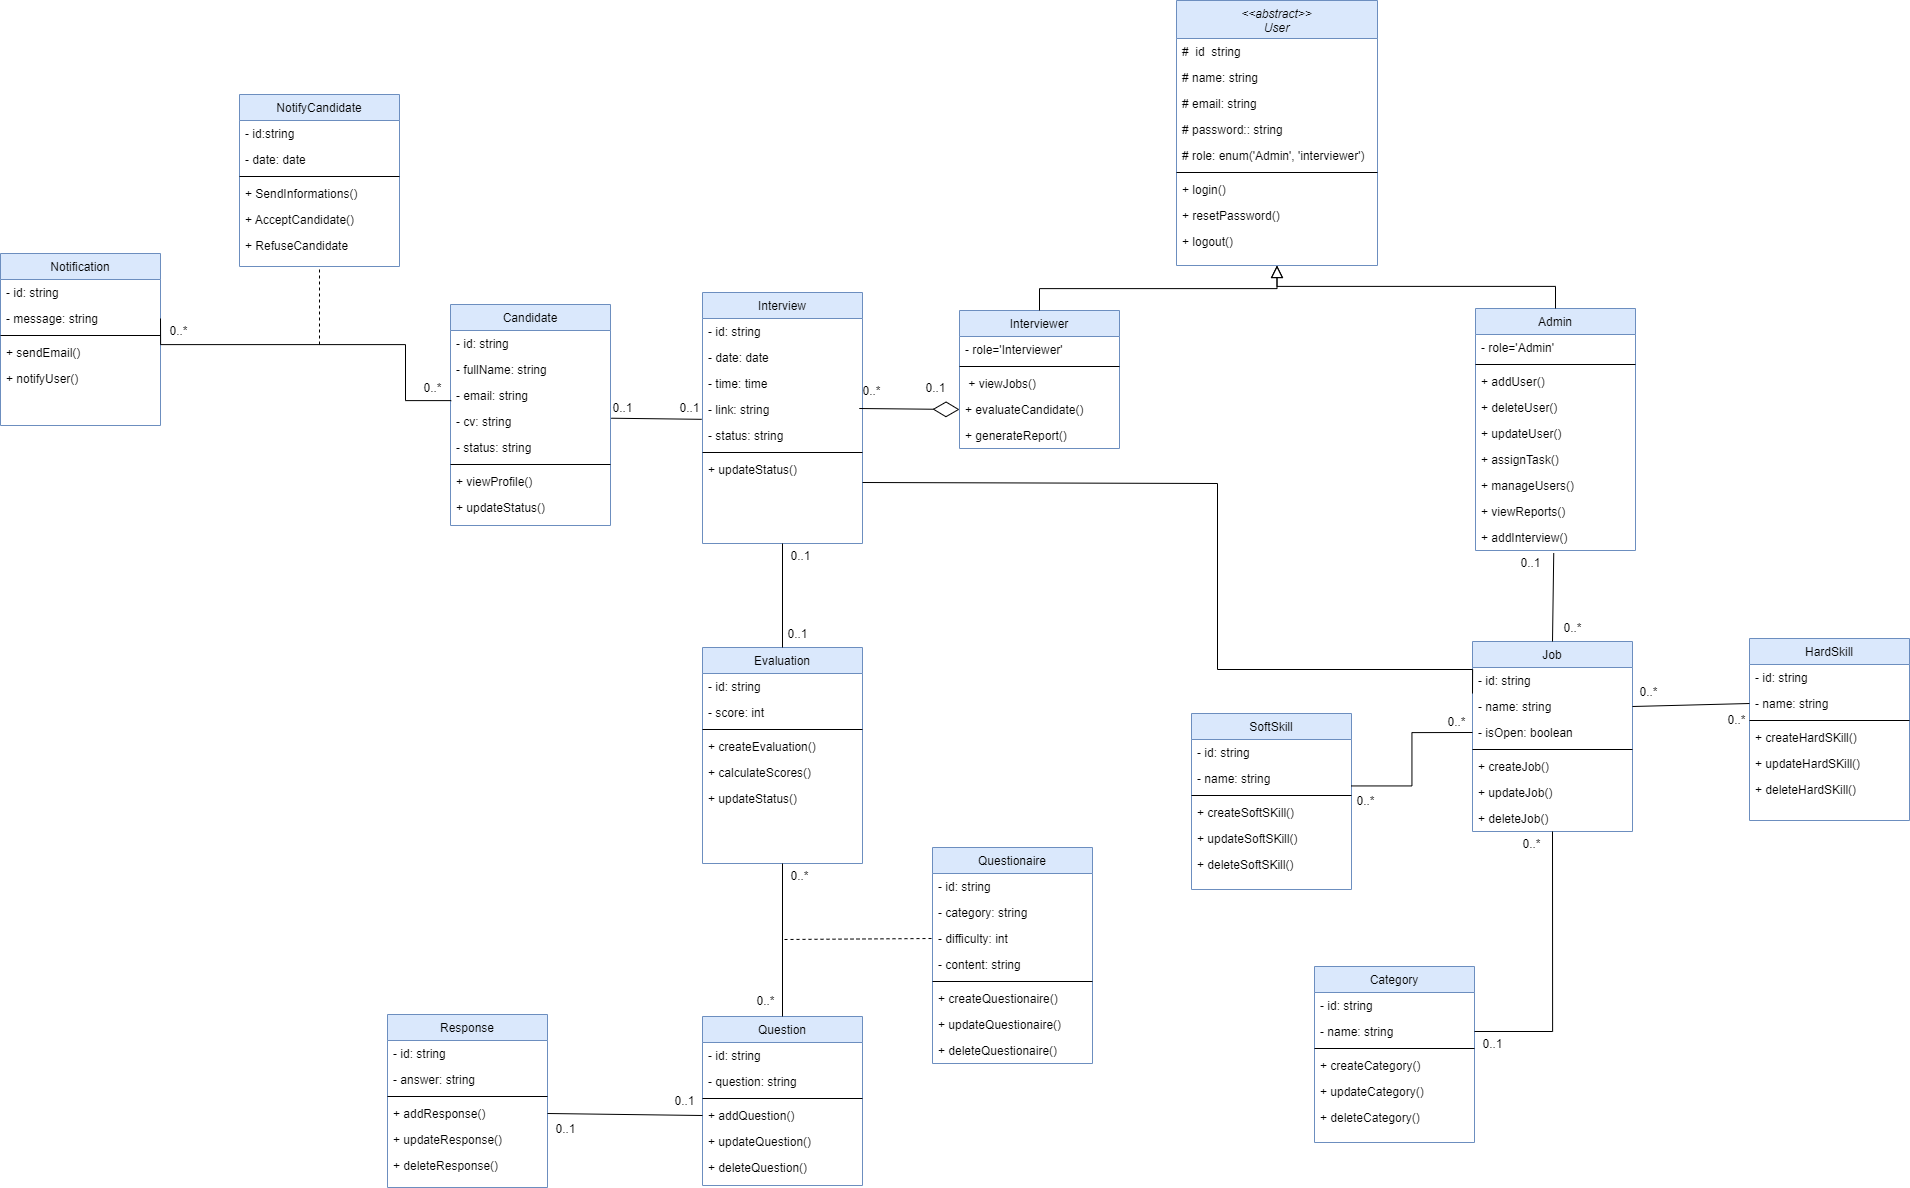 <<abstract>>
User
# id string
# name: string
# email: string
# password:: string
# role: enum('Admin', 'interviewer')
+ login()
+ resetPassword()
+ logout()
NotifyCandidate
- id:string
- date: date
+ SendInformations()
+ AcceptCandidate()
+ RefuseCandidate
Notification
- id: string
- message: string
+ sendEmail()
+ notifyUser()
0..*
0..*
Candidate
- id: string
- fullName: string
- email: string
- cv: string
- status: string
+ viewProfile()
+ updateStatus()
0..1
0..1
Interview
- id: string
- date: date
- time: time
- link: string
- status: string
+ updateStatus()
0..*
0..1
Interviewer
- role='Interviewer'
+ viewJobs()
+ evaluateCandidate()
+ generateReport()
Admin
- role='Admin'
+ addUser()
+ deleteUser()
+ updateUser()
+ assignTask()
+ manageUsers()
+ viewReports()
+ addInterview()
0..1
0..*
0..1
0..1
Evaluation
- id: string
- score: int
+ createEvaluation()
+ calculateScores()
+ updateStatus()
0..*
0..*
Job
- id: string
- name: string
- isOpen: boolean
+ createJob()
+ updateJob()
+ deleteJob()
0..*
0..*
HardSkill
- id: string
- name: string
+ createHardSKill()
+ updateHardSKill()
+ deleteHardSKill()
SoftSkill
- id: string
- name: string
+ createSoftSKill()
+ updateSoftSKill()
+ deleteSoftSKill()
0..*
0..*
0..*
0..1
Questionaire
- id: string
- category: string
- difficulty: int
- content: string
+ createQuestionaire()
+ updateQuestionaire()
+ deleteQuestionaire()
Category
- id: string
- name: string
+ createCategory()
+ updateCategory()
+ deleteCategory()
Response
- id: string
- answer: string
+ addResponse()
+ updateResponse()
+ deleteResponse()
0..1
0..1
Question
- id: string
- question: string
+ addQuestion()
+ updateQuestion()
+ deleteQuestion()